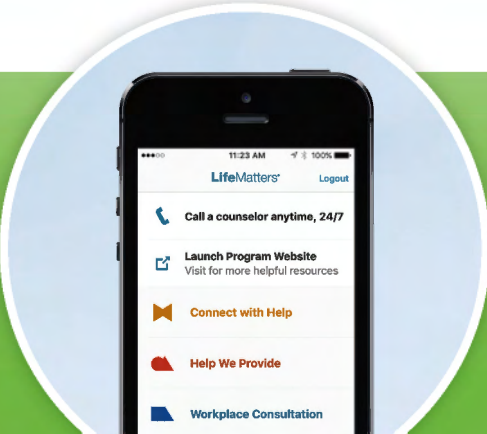 11:23 AM 100%
LifeMatters® Logout
Call a counselor anytime, 24/7
Launch Program Website
Visit for more helpful resources
Connect with Help
Help We Provide
Workplace Consultation